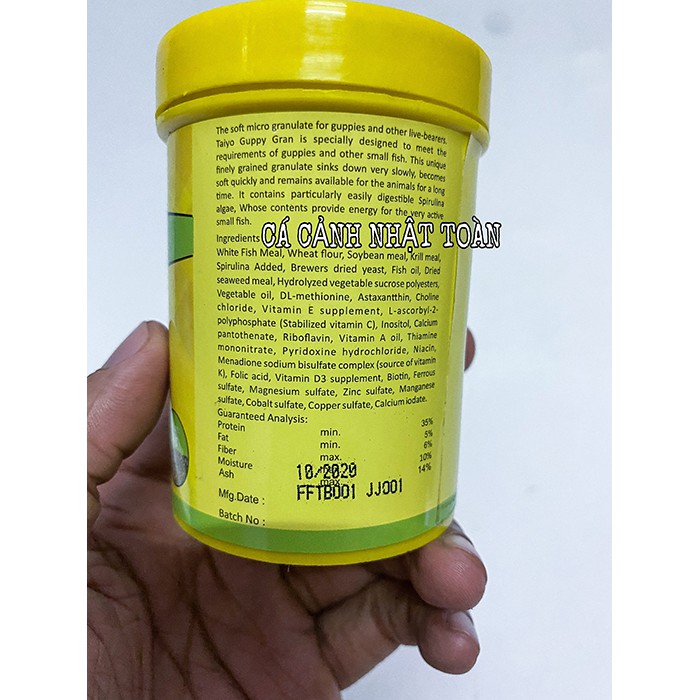 The soft micro granulate for guppies and other live-bearers.
Taiyo Guppy Gran is specially designed to meet the
requirements of guppies and other small fish. This unique
finely grained granulate sinks down very slowly, becomes
soft quickly and remains available for the animals for a long
time. It contains particularly easily digestible Spirulina
algae, Whose contents provide energy for the very active
small fish.
CÁ CẢNH NHẬT TOÀN
Ingredients
White Fish Meal, Wheat flour, Soybean meal, Krill meal,
Spirulina Added, Brewers dried yeast, Fish oil, Dried
seaweed meal, Hydrolyzed vegetable sucrose polyesters,
Vegetable oil, DL-methionine, Astaxantthin, Choline
chloride, Vitamin E supplement, L-ascorbyl-2-
polyphosphate (Stabilized vitamin C), Inositol, Calcium
pantothenate, Riboflavin, Vitamin A oil, Thiamine
mononitrate, Pyridoxine hydrochloride, Niacin,
Menadione sodium bisulfate complex (source of vitamin
K), Folic acid, Vitamin D3 supplement, Biotin, Ferrous
sulfate, Magnesium sulfate, Zinc sulfate, Manganese
sulfate, Cobalt sulfate, Copper sulfate, Calcium iodate.
Guaranteed Analysis:
Protein min. 35%
Fat min. 5%
Fiber max. 6%
Moisture 10%
Ash max. 14%
Mfg.Date : 10/2020
Batch No : FFTB001 JJ001